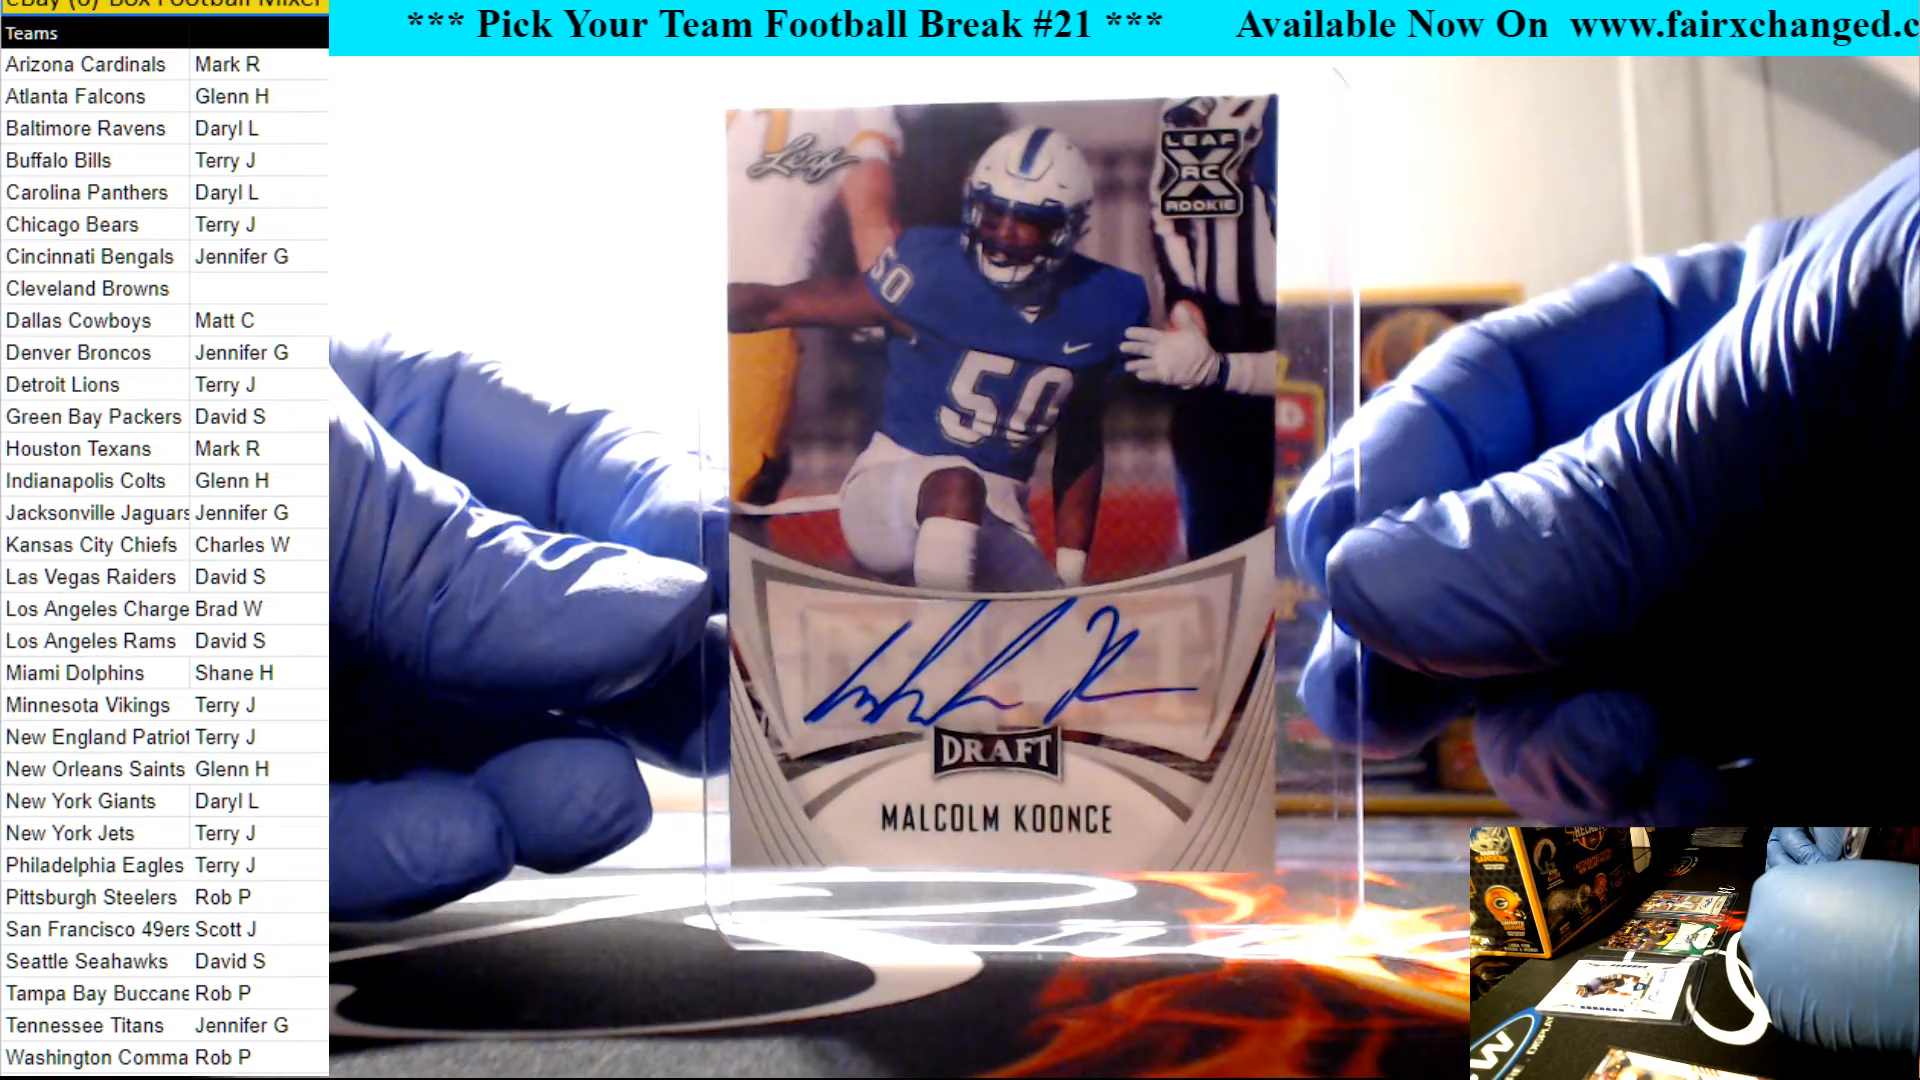 *** Pick Your Team Football Break #21 *** Available Now On www.fairxchanged.c
eBay (6) Box Football Mixer
Teams
Arizona Cardinals Mark R
Atlanta Falcons Glenn H
Baltimore Ravens Daryl L
Buffalo Bills Terry J
Carolina Panthers Daryl L
Chicago Bears Terry J
Cincinnati Bengals Jennifer G
Cleveland Browns
Dallas Cowboys Matt C
Denver Broncos Jennifer G
Detroit Lions Terry J
Green Bay Packers David S
Houston Texans Mark R
Indianapolis Colts Glenn H
Jacksonville Jaguars Jennifer G
Kansas City Chiefs Charles W
Las Vegas Raiders David S
Los Angeles Charge Brad W
Los Angeles Rams David S
Miami Dolphins Shane H
Minnesota Vikings Terry J
New England Patriot Terry J
New Orleans Saints Glenn H
New York Giants Daryl L
New York Jets Terry J
Philadelphia Eagles Terry J
Pittsburgh Steelers Rob P
San Francisco 49ers Scott J
Seattle Seahawks David S
Tampa Bay Buccane Rob P
Tennessee Titans Jennifer G
Washington Comma Rob P
Leaf
LEAF
RC
ROOKIE
50
50
DRAFT
MALCOLM KOONCE